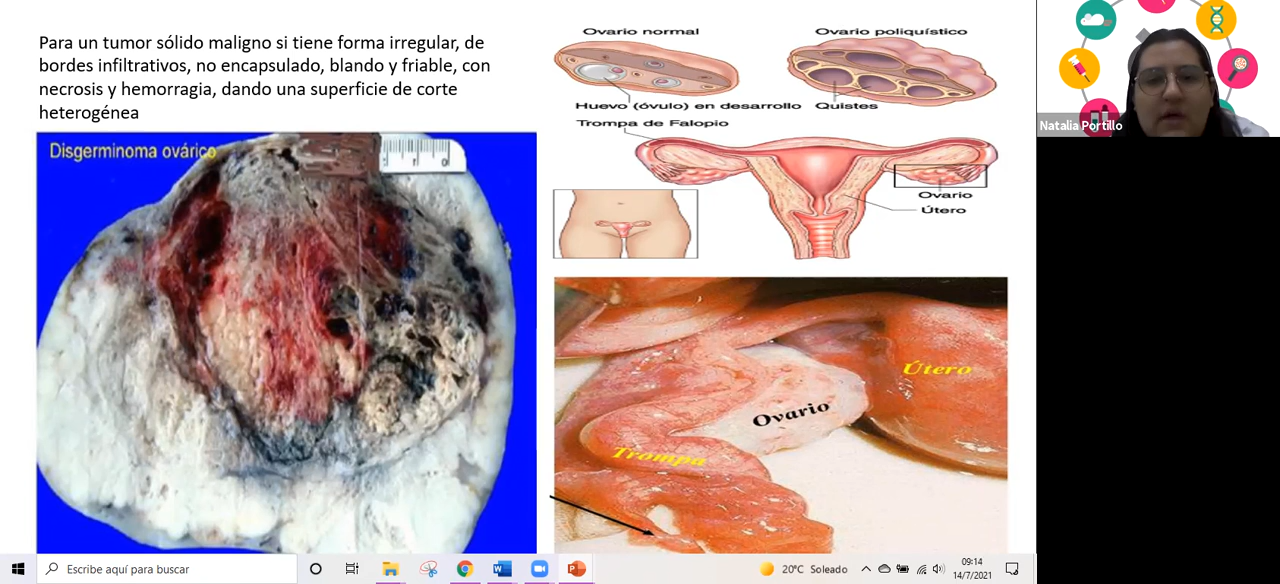 Para un tumor sólido maligno si tiene forma irregular, de
bordes infiltrativos, no encapsulado, blando y friable, con
necrosis y hemorragia, dando una superficie de corte
heterogénea
Disgerminoma ovárico
Ovario normal
Ovario poliquístico
Huevo (óvulo) en desarrollo
Quistes
Trompa de Falopio
Ovario
Útero
Útero
Ovario
Trompa
Natalia Portillo
Escribe aquí para buscar
20°C Soleado
09:14
14/7/2021